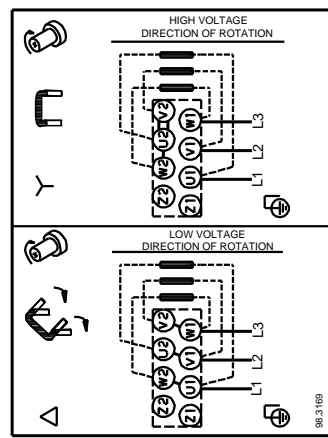 HIGH VOLTAGE
DIRECTION OF ROTATION
V2
U2
W2
Z2
W1
V1
U1
Z1
L3
L2
L1
LOW VOLTAGE
DIRECTION OF ROTATION
V2
U2
W2
Z2
W1
V1
U1
Z1
L3
L2
L1
98.3169